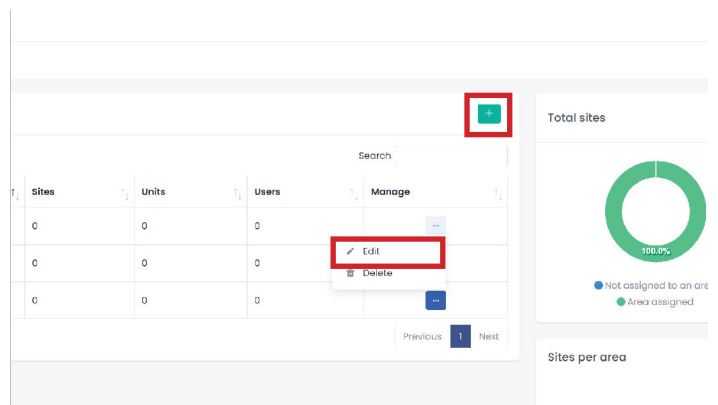 +
Total sites
Search
Sites Units Users Manage
0 0 0 ...
Edit
0 0 0
Delete
0 0 0 ...
100.0%
Not assigned to an are
Area assigned
Previous 1 Next
Sites per area